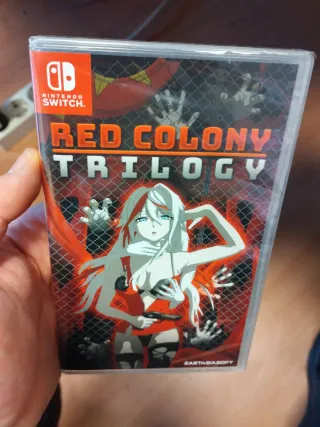 NINTENDO
SWITCH
RED COLONY
TRILOGY
EASTASIASOFT